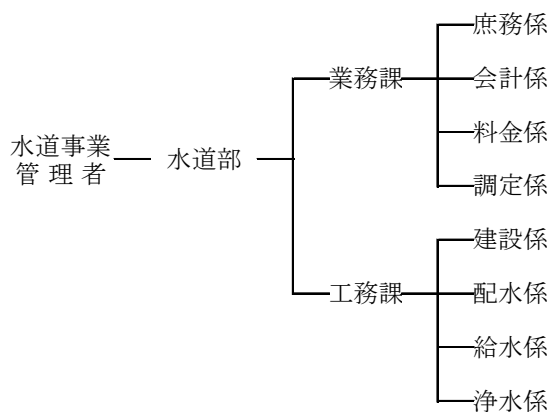 水道事業
管理者
水道部
業務課
庶務係
会計係
料金係
調定係
工務課
建設係
配水係
給水係
浄水係